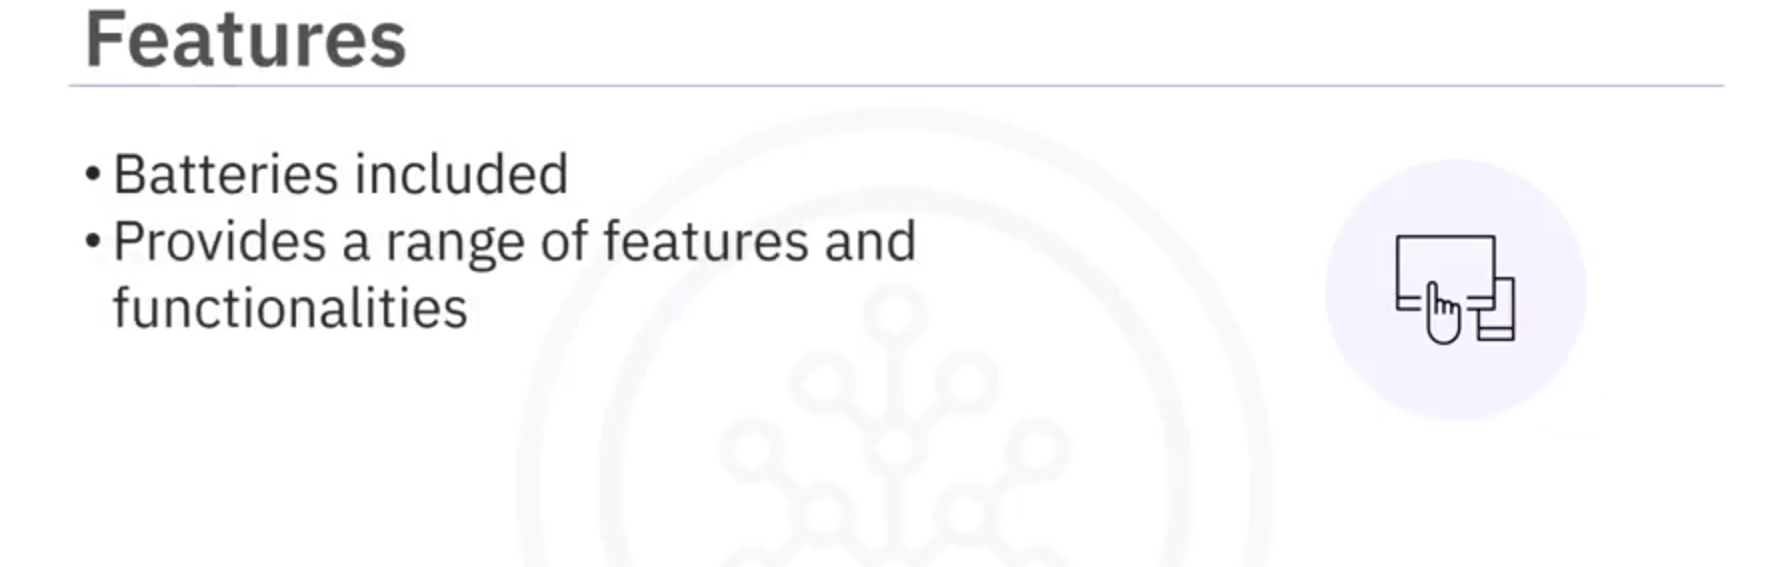 Features
• Batteries included
• Provides a range of features and
functionalities